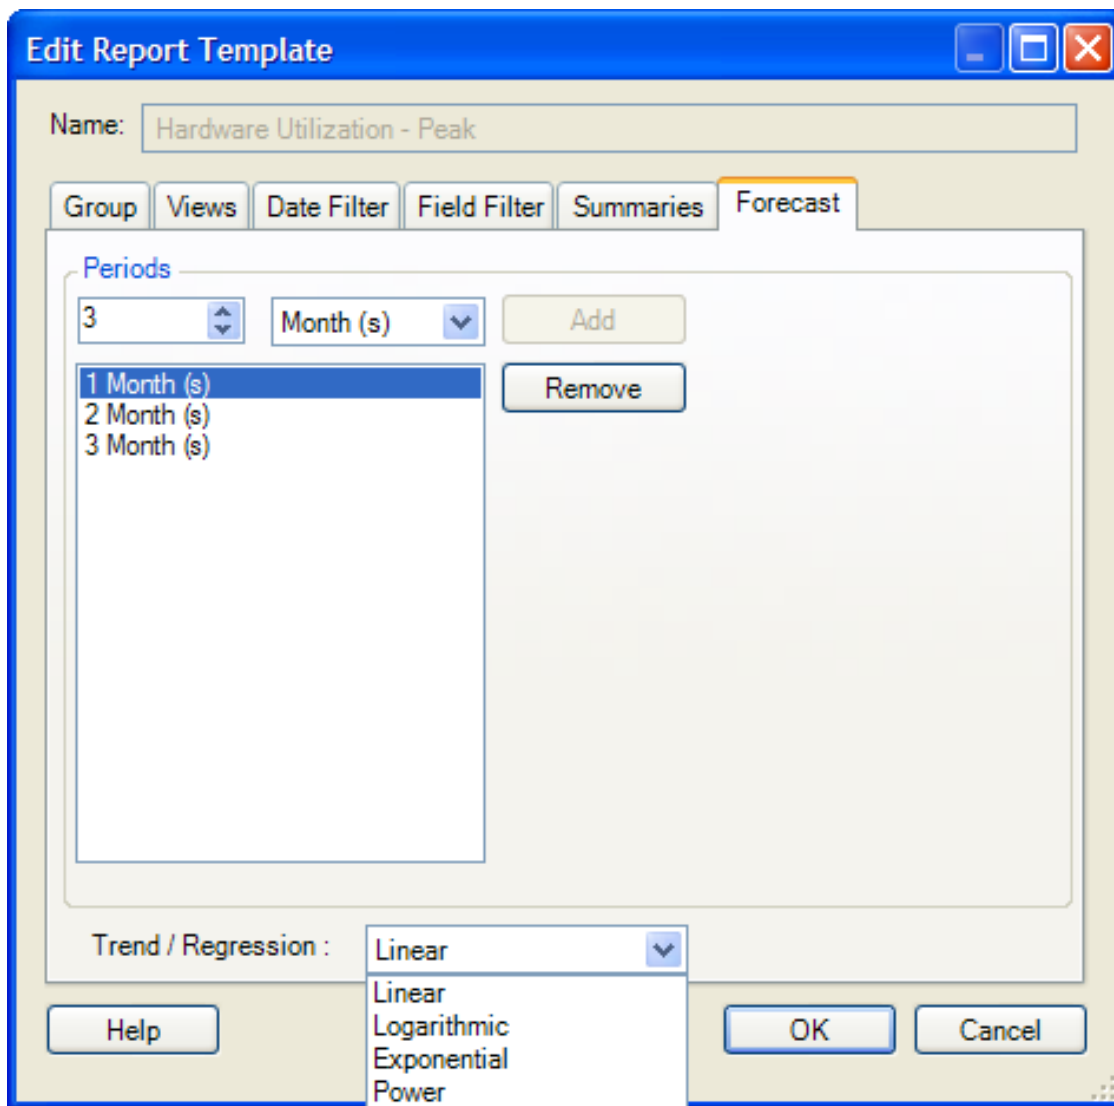 Edit Report Template
Name: Hardware Utilization - Peak
Group Views Date Filter Field Filter Summaries Forecast
Periods
3 Month (s) Add
1 Month (s) Remove
2 Month (s)
3 Month (s)
Trend / Regression : Linear
Linear
Logarithmic
Exponential
Power
Help OK Cancel